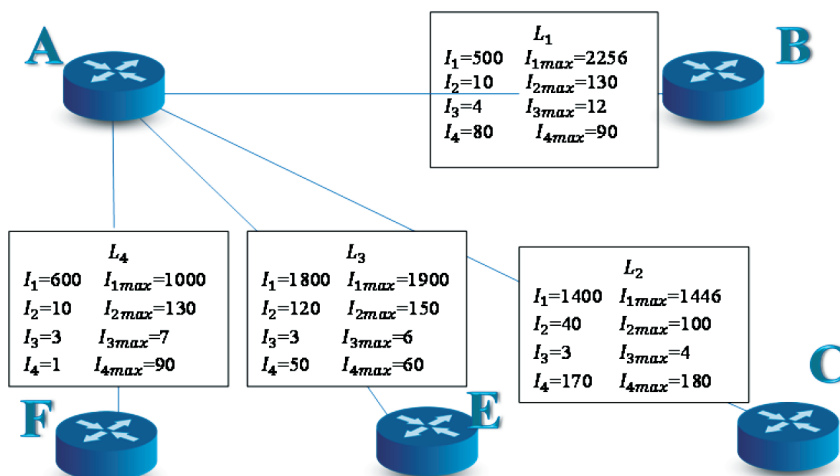 A
B
L₁
I₁=500 I₁ₘₐₓ=2256
I₂=10 I₂ₘₐₓ=130
I₃=4 I₃ₘₐₓ=12
I₄=80 I₄ₘₐₓ=90
L₄
I₁=600 I₁ₘₐₓ=1000
I₂=10 I₂ₘₐₓ=130
I₃=3 I₃ₘₐₓ=7
I₄=1 I₄ₘₐₓ=90
L₃
I₁=1800 I₁ₘₐₓ=1900
I₂=120 I₂ₘₐₓ=150
I₃=3 I₃ₘₐₓ=6
I₄=50 I₄ₘₐₓ=60
L₂
I₁=1400 I₁ₘₐₓ=1446
I₂=40 I₂ₘₐₓ=100
I₃=3 I₃ₘₐₓ=4
I₄=170 I₄ₘₐₓ=180
F
E
C